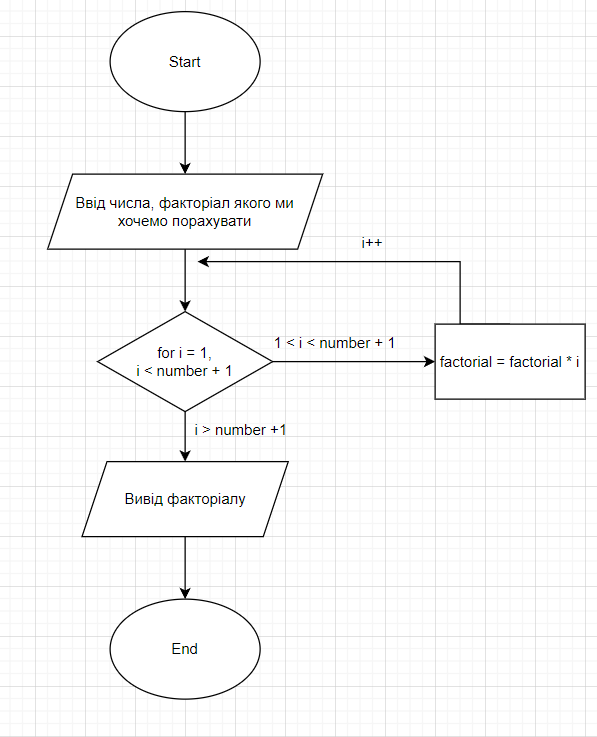 Start
Ввід числа, факторіал якого ми
хочемо порахувати
i++
for i = 1,
i < number + 1
1 < i < number + 1
factorial = factorial * i
i > number +1
Вивід факторіалу
End